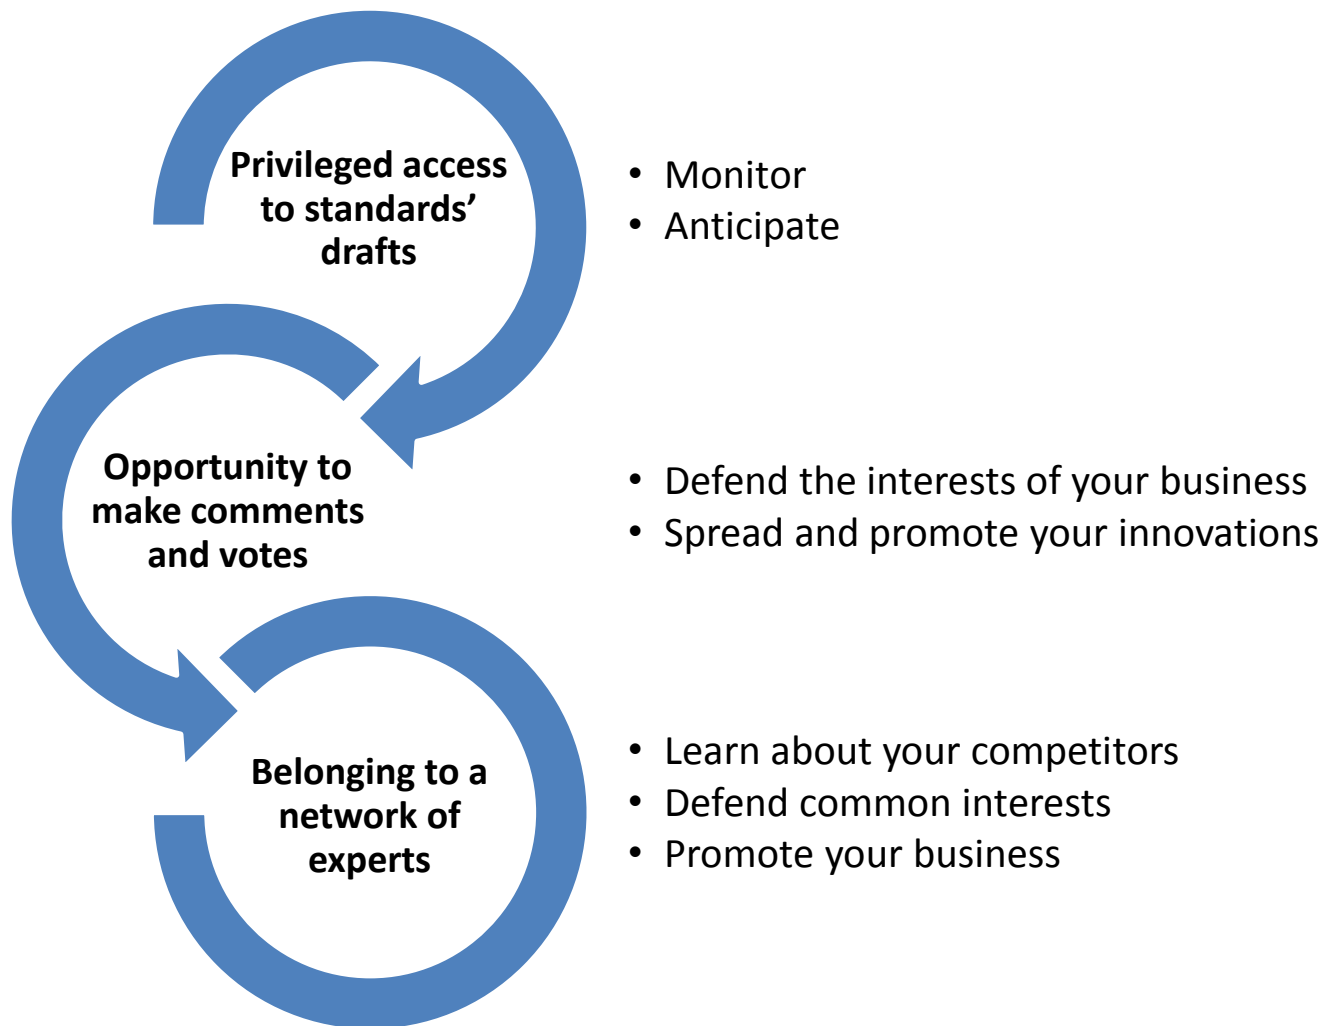 Privileged access
to standards’
drafts
• Monitor
• Anticipate
Opportunity to
make comments
and votes
• Defend the interests of your business
• Spread and promote your innovations
Belonging to a
network of
experts
• Learn about your competitors
• Defend common interests
• Promote your business